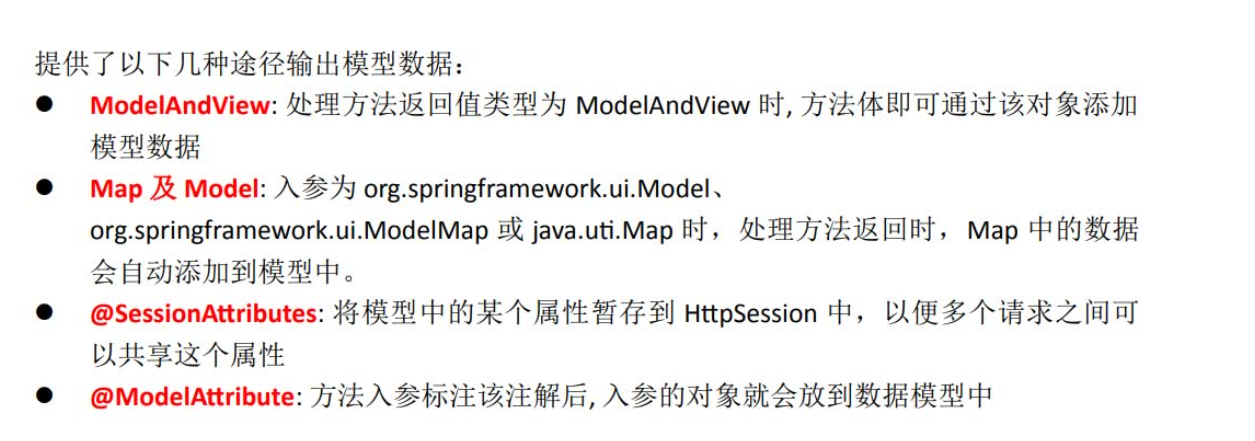 提供了以下几种途径输出模型数据：
● ModelAndView: 处理方法返回值类型为 ModelAndView 时, 方法体即可通过该对象添加
模型数据
● Map 及 Model: 入参为 org.springframework.ui.Model、
org.springframework.ui.ModelMap 或 java.uti.Map 时，处理方法返回时，Map 中的数据
会自动添加到模型中。
● @SessionAttributes: 将模型中的某个属性暂存到 HttpSession 中，以便多个请求之间可
以共享这个属性
● @ModelAttribute: 方法入参标注该注解后, 入参的对象就会放到数据模型中